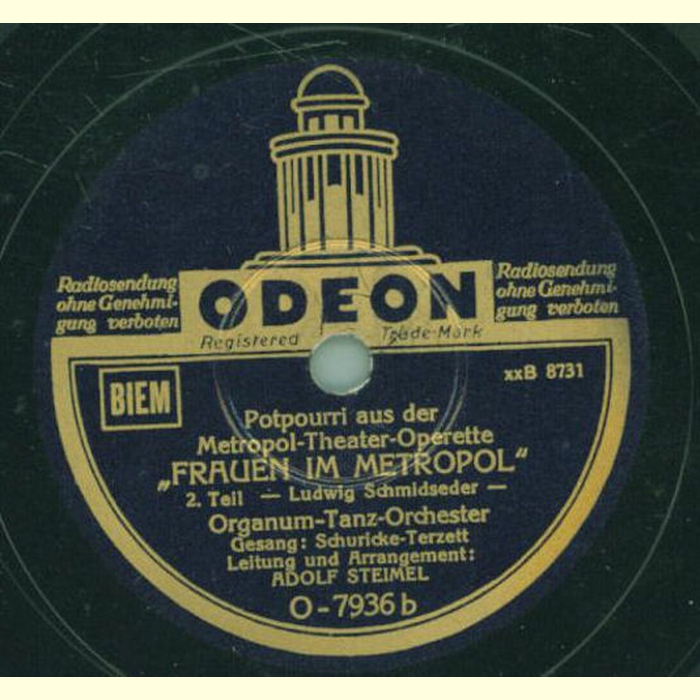 ODEON
Radiosendung
ohne Genehmi-
gung verboten
Radiosendung
ohne Genehmi-
gung verboten
Registered Trade-Mark
BIEM
xxB 8731
Potpourri aus der
Metropol-Theater-Operette
„FRAUEN IM METROPOL“
2. Teil — Ludwig Schmidseder —
Organum-Tanz-Orchester
Gesang: Schuricke-Terzett
Leitung und Arrangement:
ADOLF STEIMEL
O-7936 b